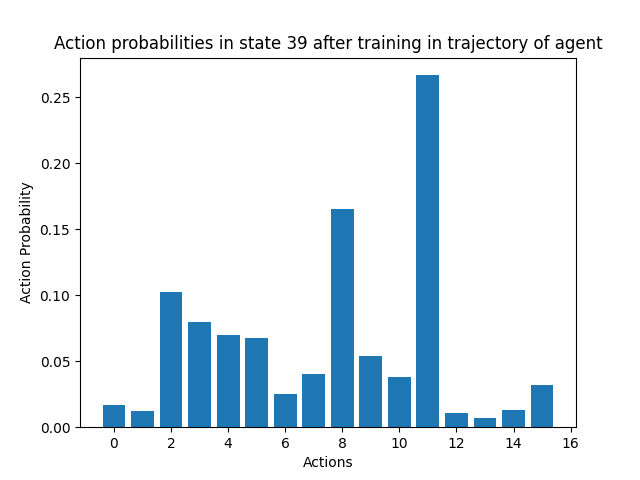 Action probabilities in state 39 after training in trajectory of agent
0.25
0.20
0.15
0.10
0.05
0.00
Action Probability
0 2 4 6 8 10 12 14 16
Actions